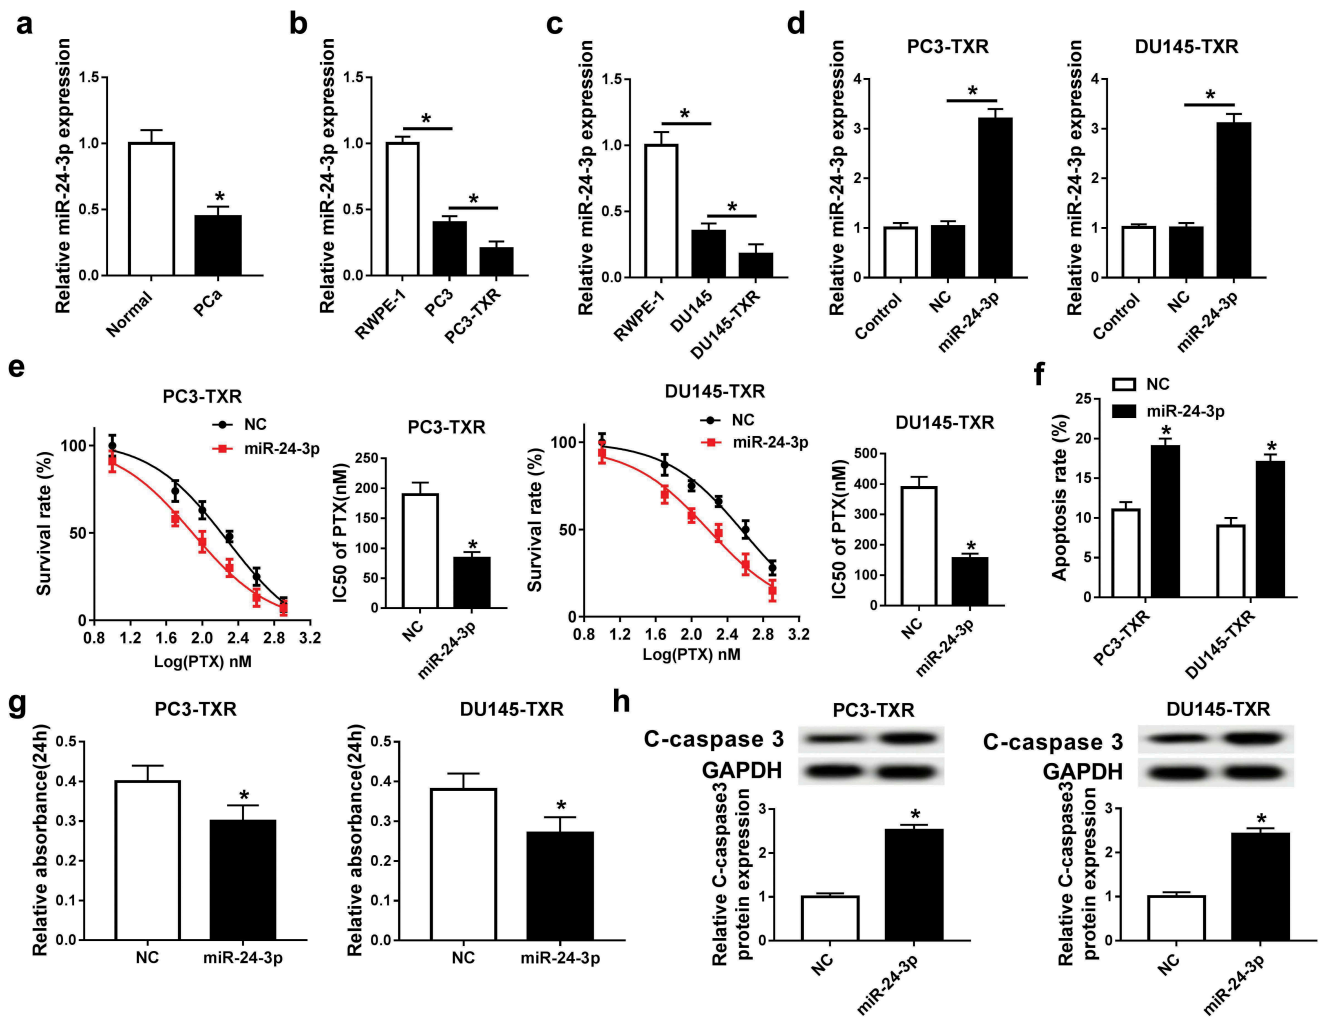 a
Relative miR-24-3p expression
1.5
1.0
0.5
0.0
*
Normal
PCa
b
Relative miR-24-3p expression
1.5
1.0
0.5
0.0
*
*
RWPE-1
PC3
PC3-TXR
c
Relative miR-24-3p expression
1.5
1.0
0.5
0.0
*
*
RWPE-1
DU145
DU145-TXR
d
PC3-TXR
Relative miR-24-3p expression
4
3
2
1
0
*
Control
NC
miR-24-3p
DU145-TXR
Relative miR-24-3p expression
4
3
2
1
0
*
Control
NC
miR-24-3p
e
PC3-TXR
NC
miR-24-3p
Survival rate (%)
100
50
0
0.8 1.2 1.6 2.0 2.4 2.8 3.2
Log(PTX) nM
PC3-TXR
IC50 of PTX(nM)
250
200
150
100
50
0
*
NC
miR-24-3p
DU145-TXR
NC
miR-24-3p
Survival rate (%)
100
50
0
0.8 1.2 1.6 2.0 2.4 2.8 3.2
Log(PTX) nM
DU145-TXR
IC50 of PTX(nM)
500
400
300
200
100
0
*
NC
miR-24-3p
f
NC
miR-24-3p
Apoptosis rate (%)
25
20
15
10
5
0
*
*
PC3-TXR
DU145-TXR
g
PC3-TXR
Relative absorbance(24h)
0.5
0.4
0.3
0.2
0.1
0.0
*
NC
miR-24-3p
DU145-TXR
Relative absorbance(24h)
0.5
0.4
0.3
0.2
0.1
0.0
*
NC
miR-24-3p
h
PC3-TXR
C-caspase 3
GAPDH
Relative C-caspase3
protein expression
3
2
1
0
*
NC
miR-24-3p
DU145-TXR
C-caspase 3
GAPDH
Relative C-caspase3
protein expression
3
2
1
0
*
NC
miR-24-3p